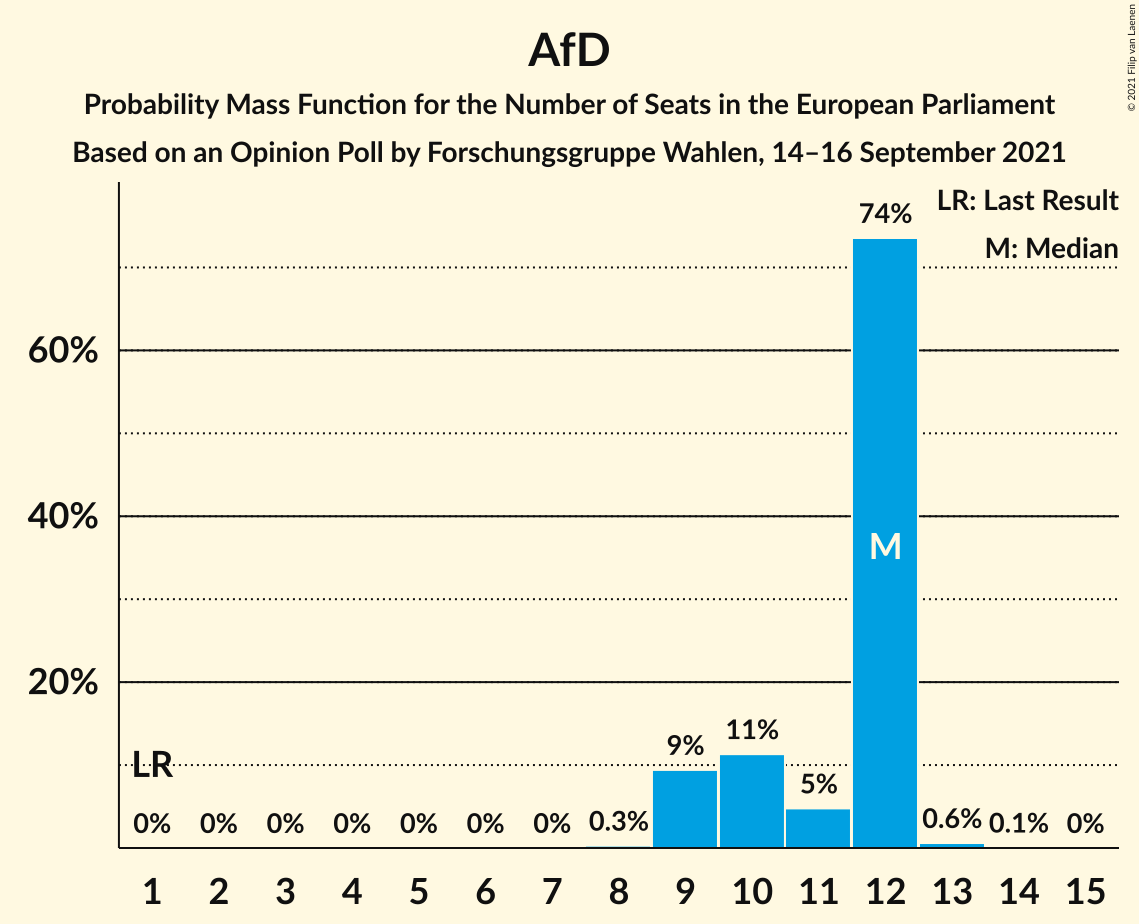 AfD
Probability Mass Function for the Number of Seats in the European Parliament
Based on an Opinion Poll by Forschungsgruppe Wahlen, 14–16 September 2021
© 2021 Filip van Laenen
LR: Last Result
M: Median
74%
60%
40%
M
20%
LR
0% 0% 0% 0% 0% 0% 0% 0.3% 9% 11% 5% 0.6% 0.1% 0%
1 2 3 4 5 6 7 8 9 10 11 12 13 14 15